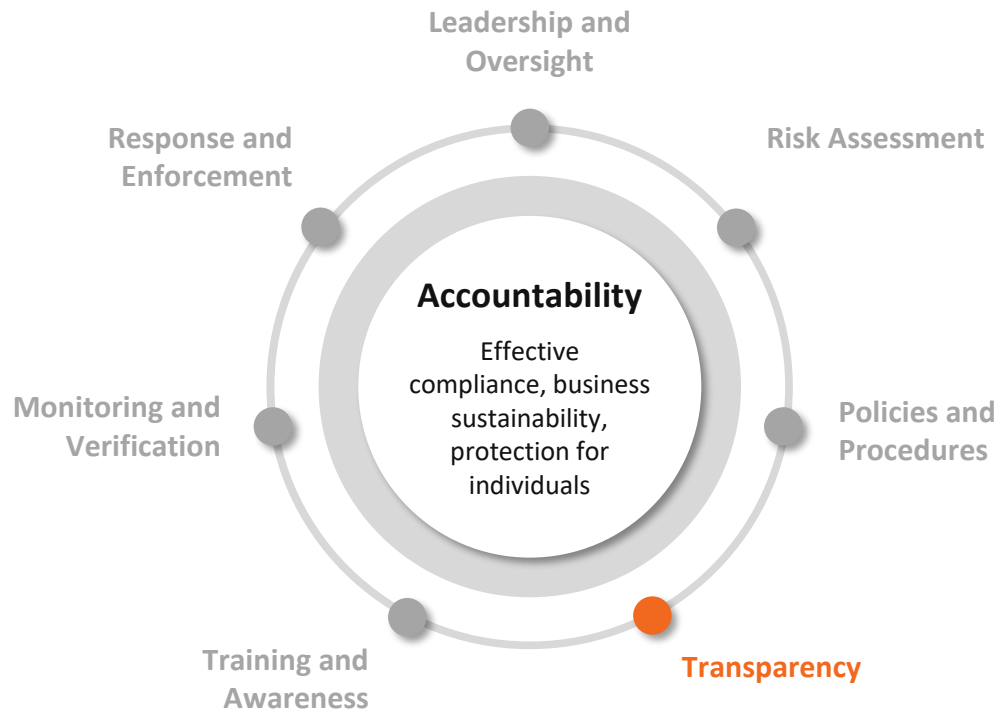 Leadership and
Oversight
Risk Assessment
Response and
Enforcement
Accountability
Effective
compliance, business
sustainability,
protection for
individuals
Monitoring and
Verification
Policies and
Procedures
Training and
Awareness
Transparency